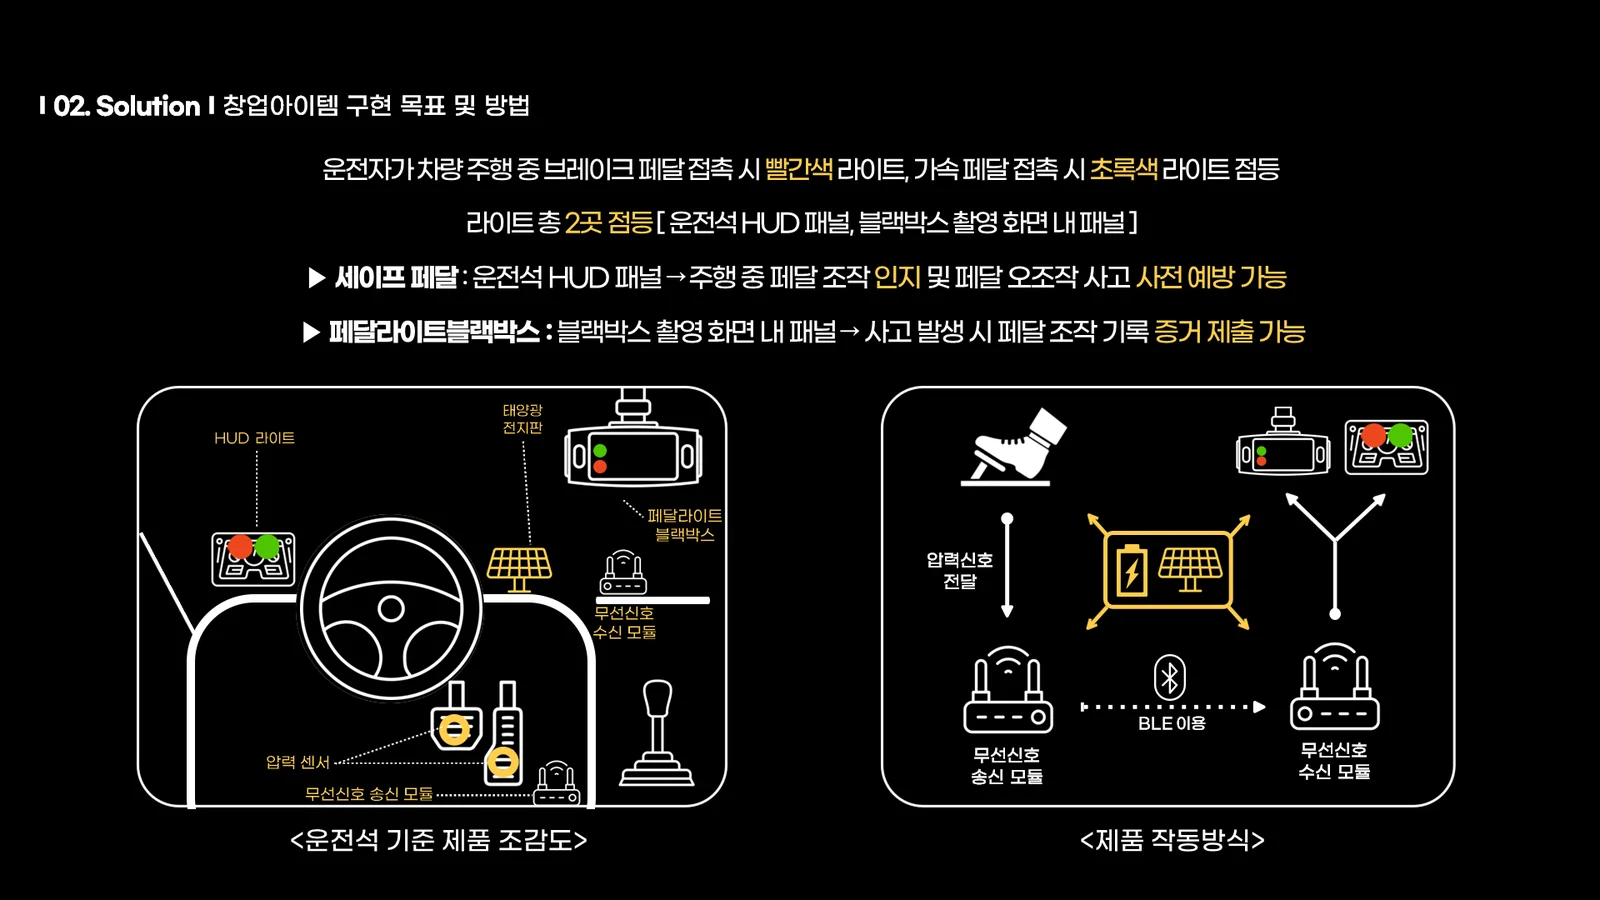 I 02. Solution I 창업아이템 구현 목표 및 방법
운전자가 차량 주행 중 브레이크 페달 접촉 시 빨간색 라이트, 가속 페달 접촉 시 초록색 라이트 점등
라이트 총 2곳 점등 [ 운전석 HUD 패널, 블랙박스 촬영 화면 내 패널 ]
▶ 세이프 페달 : 운전석 HUD 패널 → 주행 중 페달 조작 인지 및 페달 오조작 사고 사전 예방 가능
▶ 페달라이트블랙박스 : 블랙박스 촬영 화면 내 패널 → 사고 발생 시 페달 조작 기록 증거 제출 가능
HUD 라이트
태양광
전지판
페달라이트
블랙박스
무선신호
수신 모듈
압력 센서
무선신호 송신 모듈
<운전석 기준 제품 조감도>
압력신호
전달
BLE 이용
무선신호
송신 모듈
무선신호
수신 모듈
<제품 작동방식>